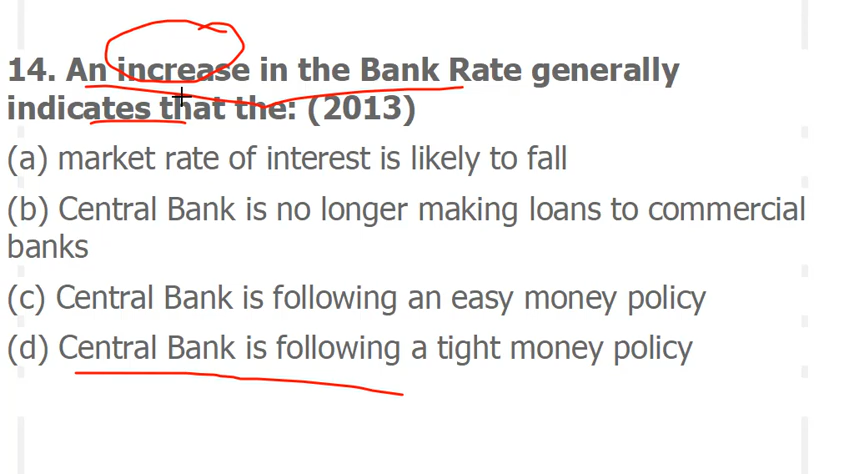 14. An increase in the Bank Rate generally
indicates that the: (2013)
(a) market rate of interest is likely to fall
(b) Central Bank is no longer making loans to commercial
banks
(c) Central Bank is following an easy money policy
(d) Central Bank is following a tight money policy